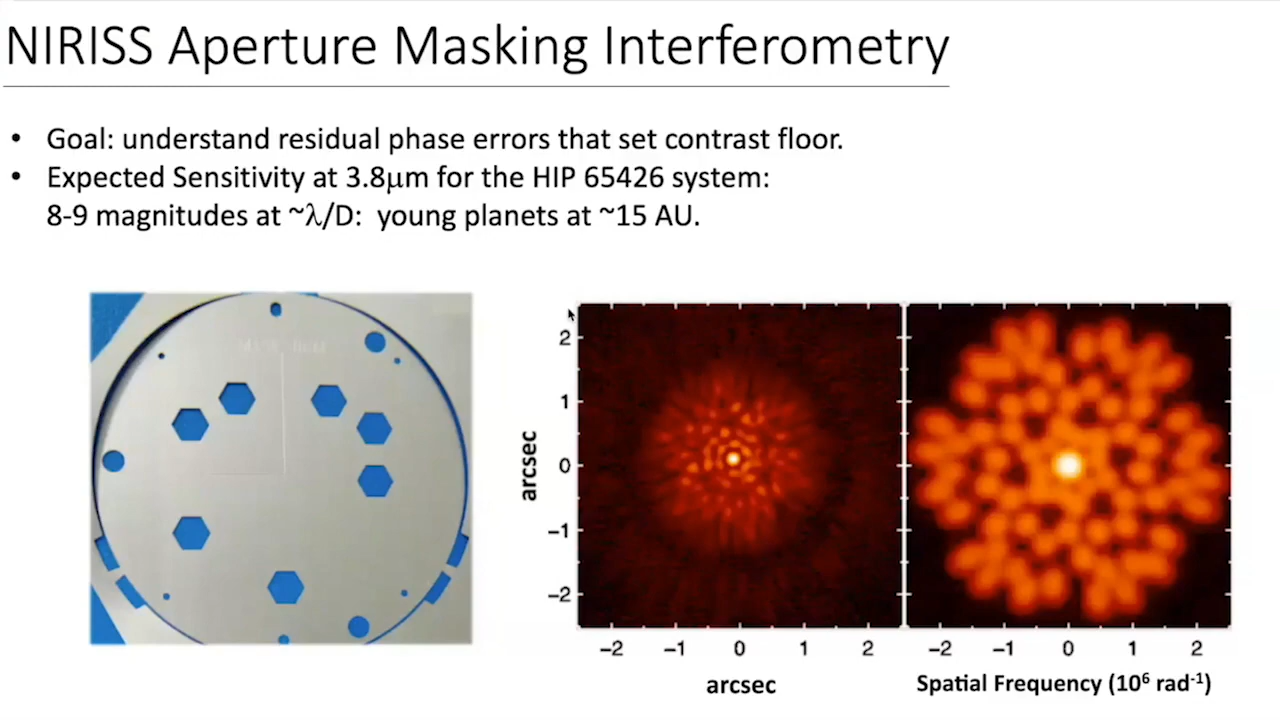 NIRISS Aperture Masking Interferometry
• Goal: understand residual phase errors that set contrast floor.
• Expected Sensitivity at 3.8μm for the HIP 65426 system:
8-9 magnitudes at ~λ/D: young planets at ~15 AU.
2
1
0
−1
−2
arcsec
−2 −1 0 1 2
−2 −1 0 1 2
arcsec
Spatial Frequency (10⁶ rad⁻¹)